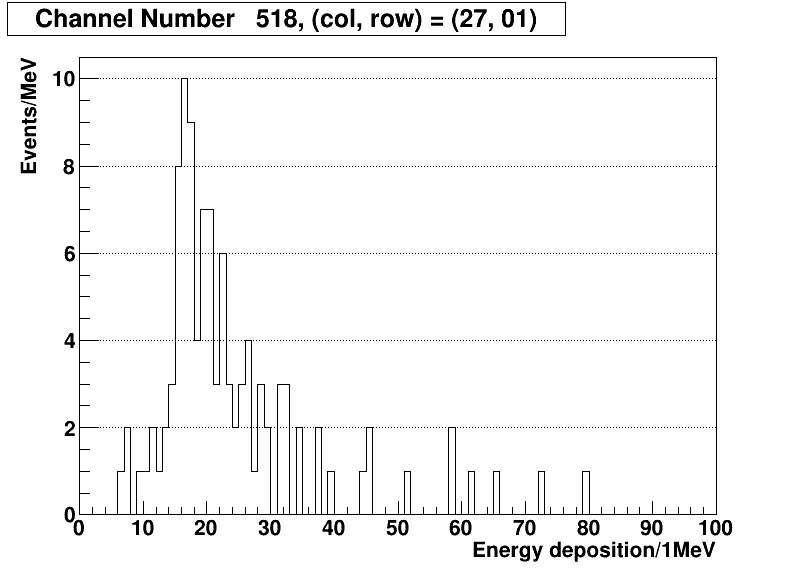 Channel Number   518, (col, row) = (27, 01)
Events/MeV
10
8
6
4
2
0
0 10 20 30 40 50 60 70 80 90 100
Energy deposition/1MeV